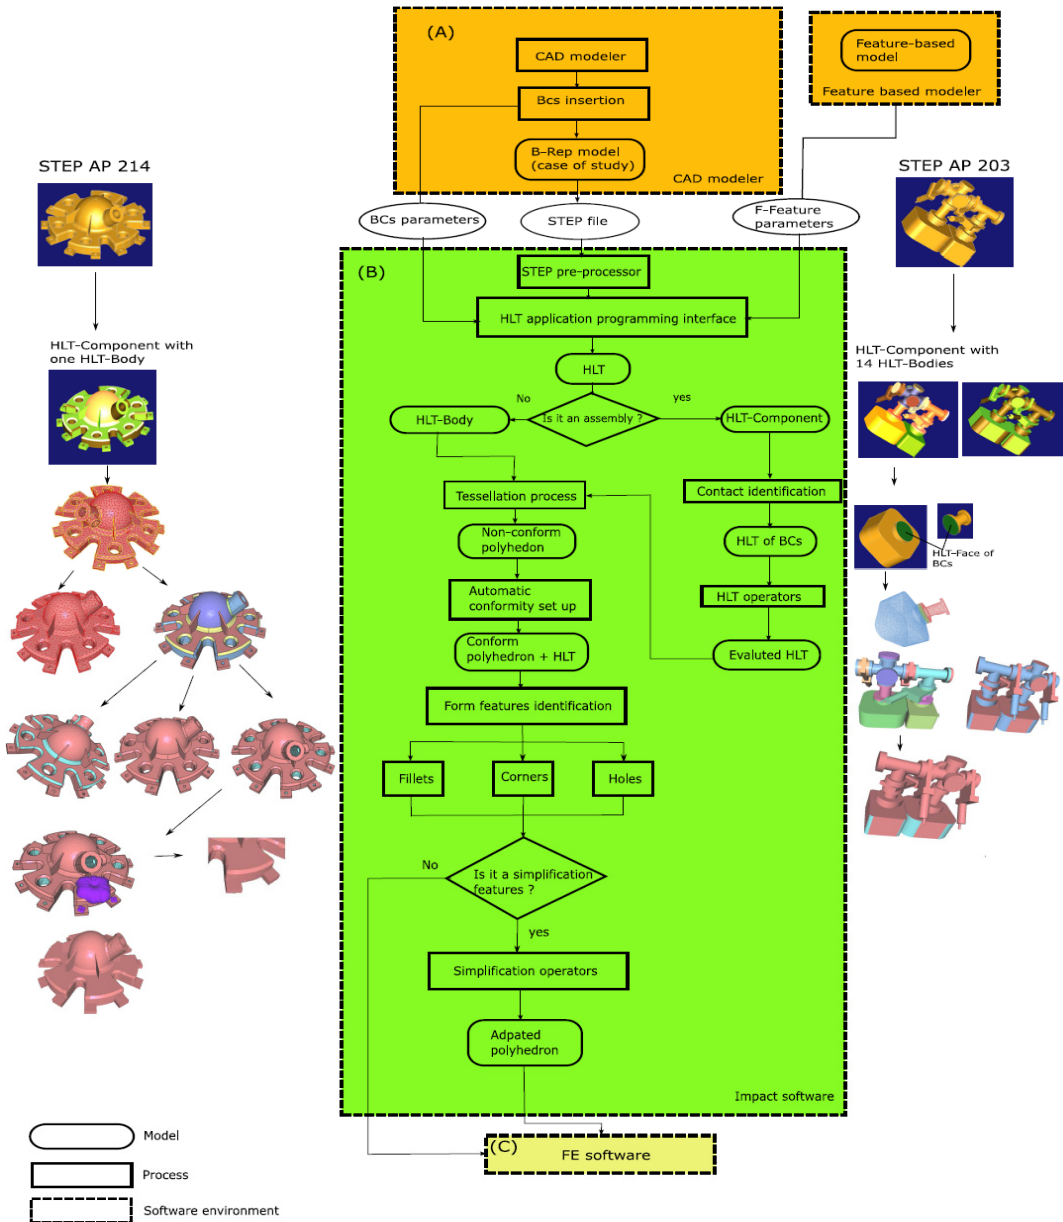 (A)
CAD modeler
Bcs insertion
B-Rep model
(case of study)
CAD modeler
Feature-based
model
Feature based modeler
STEP AP 214
STEP AP 203
BCs parameters
STEP file
F-Feature
parameters
(B)
STEP pre-processor
HLT application programming interface
HLT
HLT-Component with
one HLT-Body
HLT-Component with
14 HLT-Bodies
No
yes
HLT-Body
Is it an assembly ?
HLT-Component
Tessellation process
Contact identification
Non-conform
polyhedon
HLT of BCs
HLT-Face of
BCs
Automatic
conformity set up
HLT operators
Conform
polyhedron + HLT
Evaluted HLT
Form features identification
Fillets
Corners
Holes
No
Is it a simplification
features ?
yes
Simplification operators
Adpated
polyhedron
Impact software
(C)
FE software
Model
Process
Software environment